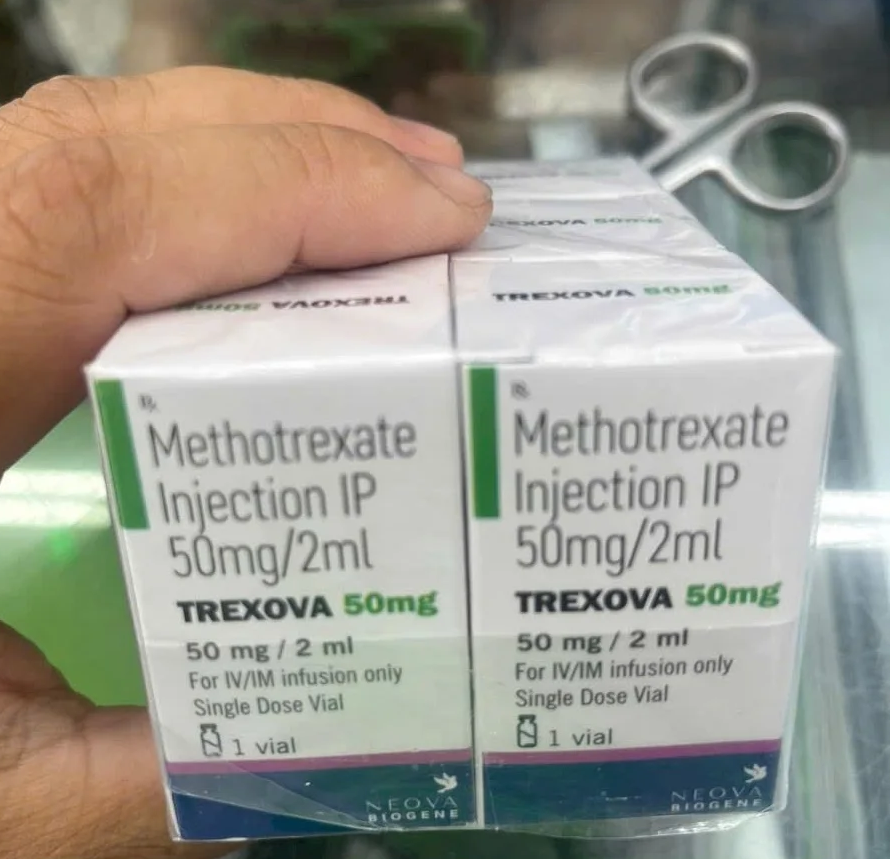 TREXOVA 50mg
TREXOVA 50mg
TREXOVA 50mg
Rx
Methotrexate
Injection IP
50mg/2ml
TREXOVA 50mg
50 mg / 2 ml
For IV/IM infusion only
Single Dose Vial
1 vial
NEOVA
BIOGENE
Rx
Methotrexate
Injection IP
50mg/2ml
TREXOVA 50mg
50 mg / 2 ml
For IV/IM infusion only
Single Dose Vial
1 vial
NEOVA
BIOGENE